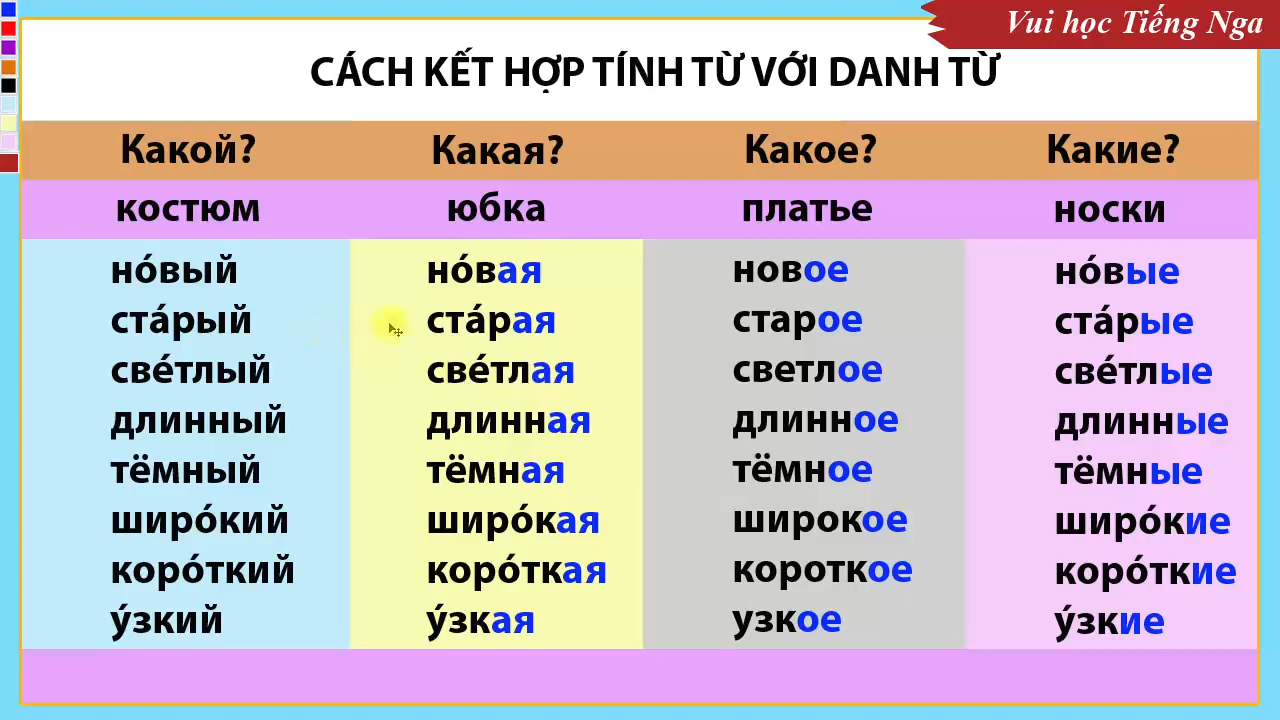 Vui học Tiếng Nga
CÁCH KẾT HỢP TÍNH TỪ VỚI DANH TỪ
Какой? Какая? Какое? Какие?
костюм юбка платье носки
но́вый но́вая новое но́вые
ста́рый ста́рая старое ста́рые
све́тлый све́тлая светлое све́тлые
длинный длинная длинное длинные
тёмный тёмная тёмное тёмные
широ́кий широ́кая широкое широ́кие
коро́ткий коро́ткая короткое коро́ткие
у́зкий у́зкая узкое у́зкие